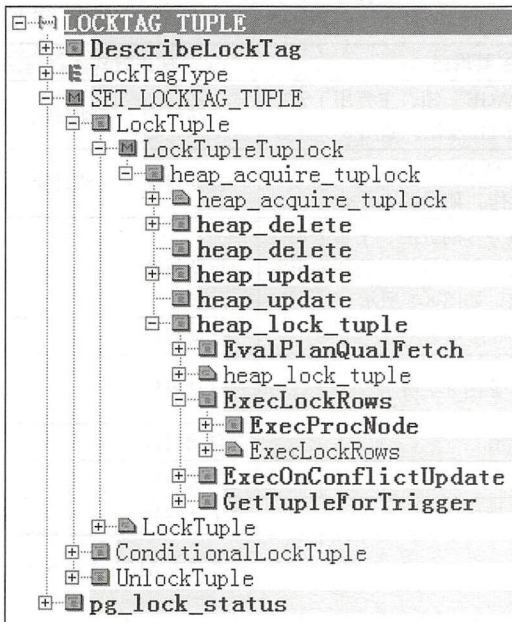 LOCKTAG_TUPLE
DescribeLockTag
LockTagType
SET_LOCKTAG_TUPLE
LockTuple
LockTupleTuplock
heap_acquire_tuplock
heap_acquire_tuplock
heap_delete
heap_delete
heap_update
heap_update
heap_lock_tuple
EvalPlanQualFetch
heap_lock_tuple
ExecLockRows
ExecProcNode
ExecLockRows
ExecOnConflictUpdate
GetTupleForTrigger
LockTuple
ConditionalLockTuple
UnlockTuple
pg_lock_status